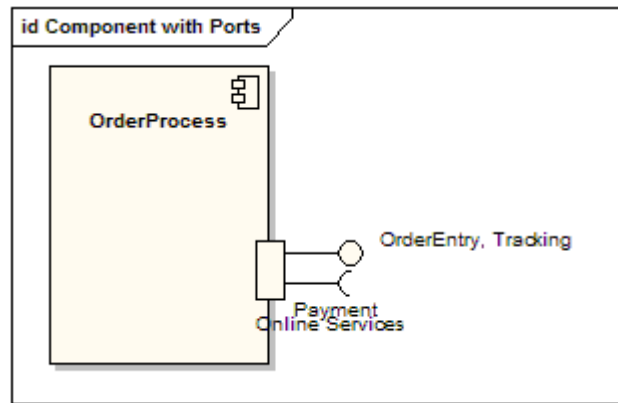 id Component with Ports
OrderProcess
OrderEntry, Tracking
Payment
Online Services